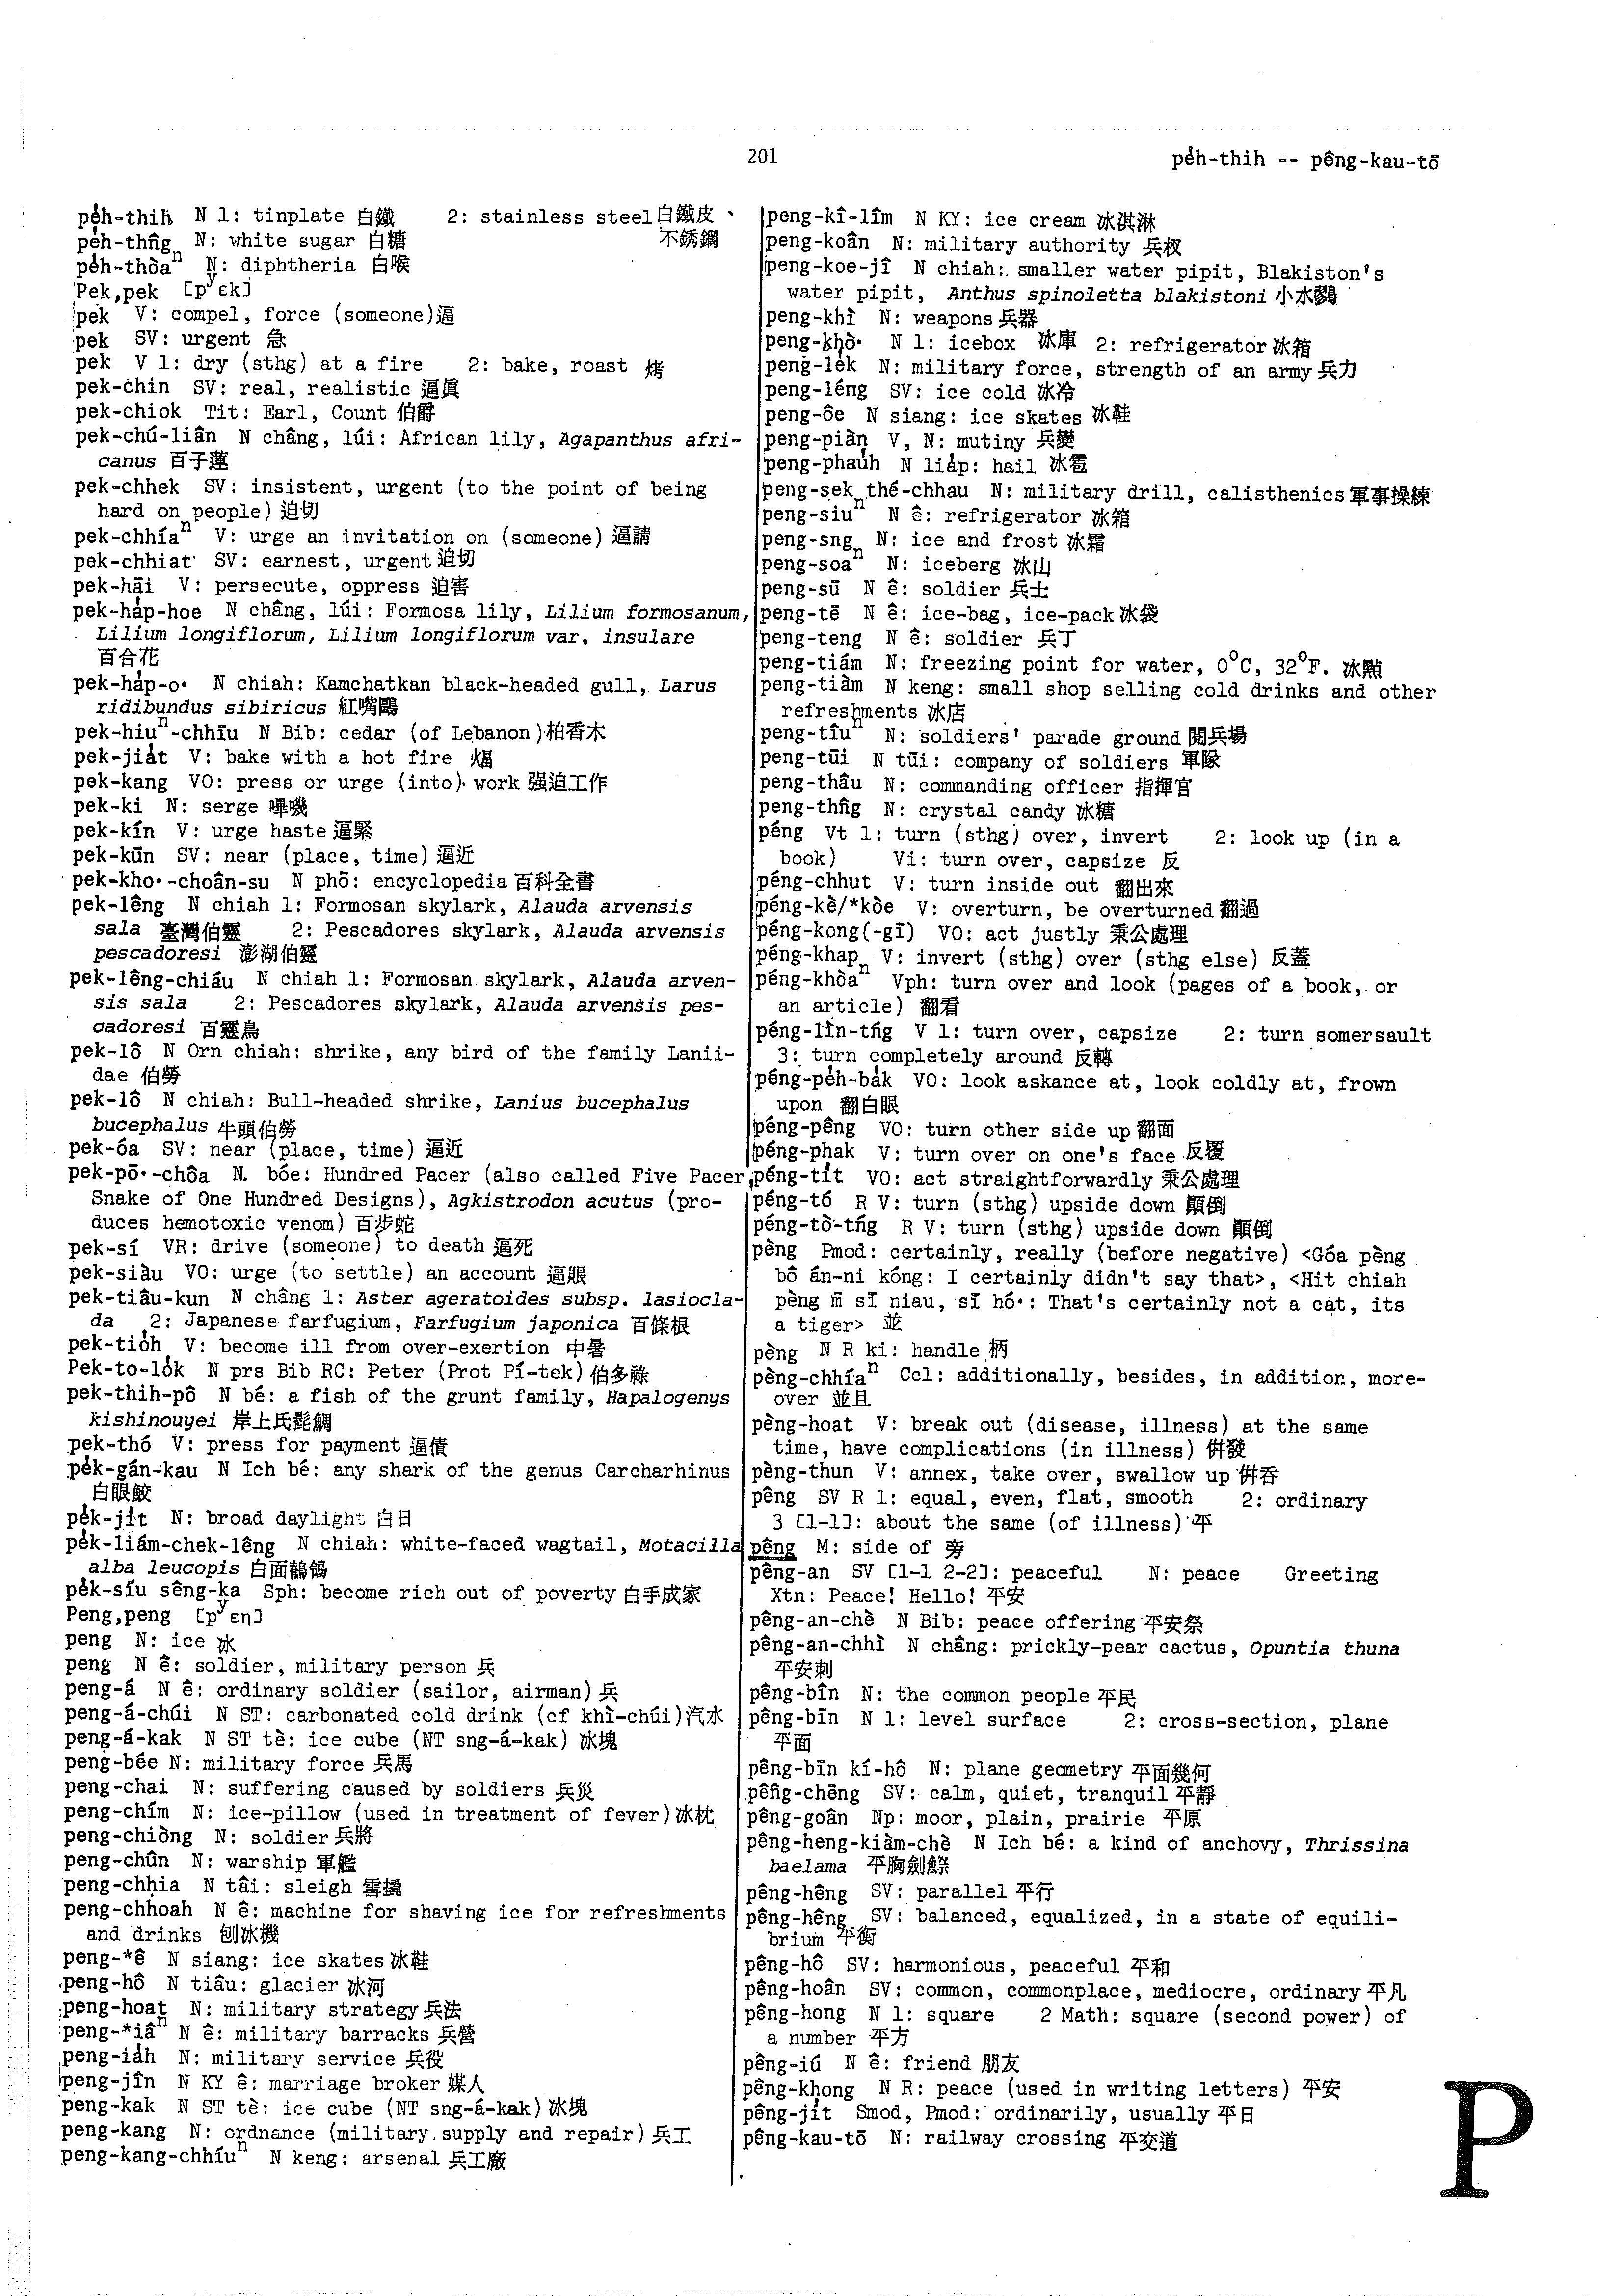 201
pe̍h-thih -- pêng-kau-tō
pe̍h-thih N 1: tinplate 白鐵 2: stainless steel 白鐵皮、
不銹鋼
pe̍h-thn̂g N: white sugar 白糖
pe̍h-thòaⁿ N: diphtheria 白喉
Pek,pek [pʸɛk]
pek V: compel, force (someone) 逼
pek SV: urgent 急
pek V 1: dry (sthg) at a fire 2: bake, roast 烤
pek-chin SV: real, realistic 逼眞
pek-chiok Tit: Earl, Count 伯爵
pek-chú-liân N châng, lúi: African lily, Agapanthus afri-
canus 百子蓮
pek-chhek SV: insistent, urgent (to the point of being
hard on people) 迫切
pek-chhíaⁿ V: urge an invitation on (someone) 逼請
pek-chhiat SV: earnest, urgent 迫切
pek-hāi V: persecute, oppress 迫害
pek-ha̍p-hoe N châng, lúi: Formosa lily, Lilium formosanum,
Lilium longiflorum, Lilium longiflorum var. insulare
百合花
pek-ha̍p-o· N chiah: Kamchatkan black-headed gull, Larus
ridibundus sibiricus 紅嘴鷗
pek-hiuⁿ-chhīu N Bib: cedar (of Lebanon) 柏香木
pek-jia̍t V: bake with a hot fire 煏
pek-kang VO: press or urge (into) work 强迫工作
pek-ki N: serge 嗶嘰
pek-kín V: urge haste 逼緊
pek-kūn SV: near (place, time) 逼近
pek-kho·-choân-su N phō: encyclopedia 百科全書
pek-lêng N chiah 1: Formosan skylark, Alauda arvensis
sala 臺灣伯靈 2: Pescadores skylark, Alauda arvensis
pescadoresi 澎湖伯靈
pek-lêng-chiáu N chiah 1: Formosan skylark, Alauda arven-
sis sala 2: Pescadores skylark, Alauda arvensis pes-
cadoresi 百靈鳥
pek-lô N Orn chiah: shrike, any bird of the family Lanii-
dae 伯勞
pek-lô N chiah: Bull-headed shrike, Lanius bucephalus
bucephalus 牛頭伯勞
pek-óa SV: near (place, time) 逼近
pek-pō·-chôa N. bóe: Hundred Pacer (also called Five Pacer,
Snake of One Hundred Designs), Agkistrodon acutus (pro-
duces hemotoxic venom) 百步蛇
pek-sí VR: drive (someone) to death 逼死
pek-siàu VO: urge (to settle) an account 逼賬
pek-tiâu-kun N châng 1: Aster ageratoides subsp. lasiocla-
da 2: Japanese farfugium, Farfugium japonica 百條根
pek-tio̍h V: become ill from over-exertion 中暑
Pek-to-lo̍k N prs Bib RC: Peter (Prot Pí-tek) 伯多祿
pek-thih-pô N bé: a fish of the grunt family, Hapalogenys
kishinouyei 岸上氏髭鯛
pek-thó V: press for payment 逼債
pe̍k-gán-kau N Ich bé: any shark of the genus Carcharhinus
白眼鮫
pe̍k-ji̍t N: broad daylight 白日
pe̍k-liám-chek-lêng N chiah: white-faced wagtail, Motacilla
alba leucopis 白面鶺鴒
pe̍k-síu sêng-ka Sph: become rich out of poverty 白手成家
Peng,peng [pʸɛŋ]
peng N: ice 冰
peng N ê: soldier, military person 兵
peng-á N ê: ordinary soldier (sailor, airman) 兵
peng-á-chúi N ST: carbonated cold drink (cf khì-chúi) 汽水
peng-á-kak N ST tè: ice cube (NT sng-á-kak) 冰塊
peng-bée N: military force 兵馬
peng-chai N: suffering caused by soldiers 兵災
peng-chím N: ice-pillow (used in treatment of fever) 冰枕
peng-chiòng N: soldier 兵將
peng-chûn N: warship 軍艦
peng-chhia N tâi: sleigh 雪撬
peng-chhoah N ê: machine for shaving ice for refreshments
and drinks 刨冰機
peng-*ê N siang: ice skates 冰鞋
peng-hô N tiâu: glacier 冰河
peng-hoat N: military strategy 兵法
peng-*iâⁿ N ê: military barracks 兵營
peng-ia̍h N: military service 兵役
peng-jîn N KY ê: marriage broker 媒人
peng-kak N ST tè: ice cube (NT sng-á-kak) 冰塊
peng-kang N: ordnance (military supply and repair) 兵工
peng-kang-chhíuⁿ N keng: arsenal 兵工廠
peng-kî-lîm N KY: ice cream 冰淇淋
peng-koân N: military authority 兵权
peng-koe-jī N chiah: smaller water pipit, Blakiston's
water pipit, Anthus spinoletta blakistoni 小水鷚
peng-khì N: weapons 兵器
peng-khò· N 1: icebox 冰庫 2: refrigerator 冰箱
peng-le̍k N: military force, strength of an army 兵力
peng-léng SV: ice cold 冰冷
peng-ôe N siang: ice skates 冰鞋
peng-piàn V, N: mutiny 兵變
peng-phau̍h N lia̍p: hail 冰雹
peng-sek thé-chhau N: military drill, calisthenics 軍事操練
peng-siuⁿ N ê: refrigerator 冰箱
peng-sng N: ice and frost 冰霜
peng-soaⁿ N: iceberg 冰山
peng-sū N ê: soldier 兵士
peng-tē N ê: ice-bag, ice-pack 冰袋
peng-teng N ê: soldier 兵丁
peng-tiám N: freezing point for water, 0°C, 32°F. 冰點
peng-tiàm N keng: small shop selling cold drinks and other
refreshments 冰店
peng-tîuⁿ N: soldiers' parade ground 閱兵場
peng-tūi N tūi: company of soldiers 軍隊
peng-thâu N: commanding officer 指揮官
peng-thn̂g N: crystal candy 冰糖
péng Vt 1: turn (sthg) over, invert 2: look up (in a
book) Vi: turn over, capsize 反
péng-chhut V: turn inside out 翻出來
péng-kè/*kòe V: overturn, be overturned 翻過
péng-kong(-gī) VO: act justly 秉公處理
péng-khap V: invert (sthg) over (sthg else) 反蓋
péng-khòaⁿ Vph: turn over and look (pages of a book, or
an article) 翻看
péng-lìn-tńg V 1: turn over, capsize 2: turn somersault
3: turn completely around 反轉
péng-pe̍h-ba̍k VO: look askance at, look coldly at, frown
upon 翻白眼
péng-pêng VO: turn other side up 翻面
péng-phak V: turn over on one's face 反覆
péng-ti̍t VO: act straightforwardly 秉公處理
péng-tó R V: turn (sthg) upside down 顚倒
péng-tò-tńg R V: turn (sthg) upside down 顚倒
pèng Pmod: certainly, really (before negative) <Góa pèng
bô án-ni kóng: I certainly didn't say that>, <Hit chiah
pèng m̄ sī niau, sī hó·: That's certainly not a cat, its
a tiger> 並
pèng N R ki: handle 柄
pèng-chhíaⁿ Ccl: additionally, besides, in addition, more-
over 並且
pèng-hoat V: break out (disease, illness) at the same
time, have complications (in illness) 倂發
pèng-thun V: annex, take over, swallow up 倂吞
pêng SV R 1: equal, even, flat, smooth 2: ordinary
3 [1-1]: about the same (of illness) 平
pêng M: side of 旁
pêng-an SV [1-1 2-2]: peaceful N: peace Greeting
Xtn: Peace! Hello! 平安
pêng-an-chè N Bib: peace offering 平安祭
pêng-an-chhì N châng: prickly-pear cactus, Opuntia thuna
平安刺
pêng-bîn N: the common people 平民
pêng-bīn N 1: level surface 2: cross-section, plane
平面
pêng-bīn kí-hô N: plane geometry 平面幾何
pêng-chēng SV: calm, quiet, tranquil 平靜
pêng-goân Np: moor, plain, prairie 平原
pêng-heng-kiàm-chè N Ich bé: a kind of anchovy, Thrissina
baelama 平胸劍鰶
pêng-hêng SV: parallel 平行
pêng-hêng SV: balanced, equalized, in a state of equili-
brium 平衡
pêng-hô SV: harmonious, peaceful 平和
pêng-hoân SV: common, commonplace, mediocre, ordinary 平凡
pêng-hong N 1: square 2 Math: square (second power) of
a number 平方
pêng-iú N ê: friend 朋友
pêng-khong N R: peace (used in writing letters) 平安
pêng-ji̍t Smod, Pmod: ordinarily, usually 平日
pêng-kau-tō N: railway crossing 平交道
P